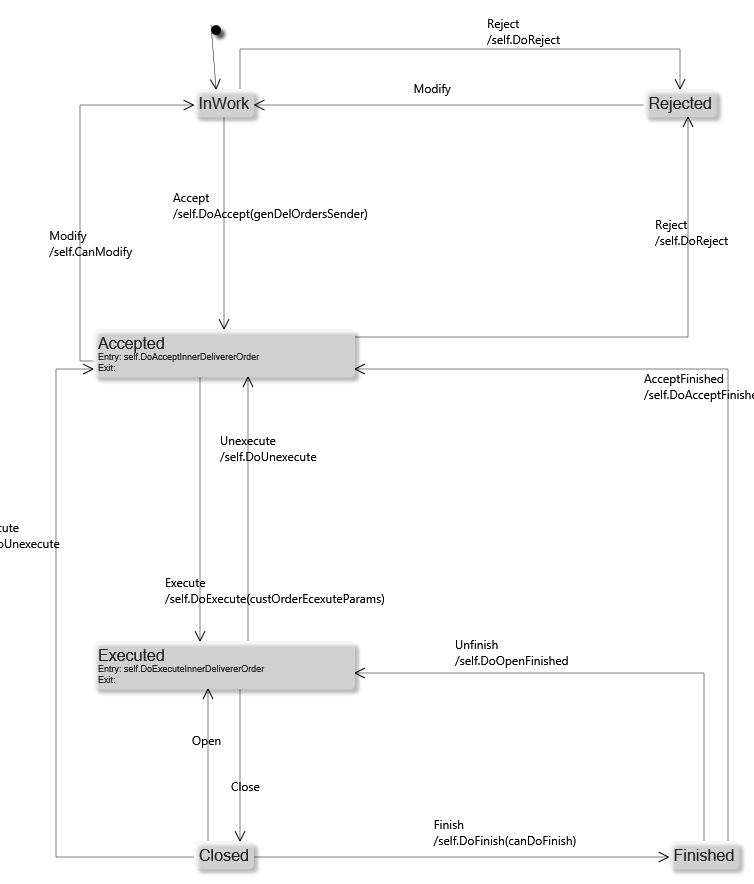 Reject
/self.DoReject
InWork
Modify
Rejected
Accept
/self.DoAccept(genDelOrdersSender)
Modify
/self.CanModify
Reject
/self.DoReject
Accepted
Entry: self.DoAcceptInnerDelivererOrder
Exit:
AcceptFinished
/self.DoAcceptFinishe
Unexecute
/self.DoUnexecute
cute
oUnexecute
Execute
/self.DoExecute(custOrderEcexuteParams)
Executed
Entry: self.DoExecuteInnerDelivererOrder
Exit:
Unfinish
/self.DoOpenFinished
Open
Close
Finish
/self.DoFinish(canDoFinish)
Closed
Finished